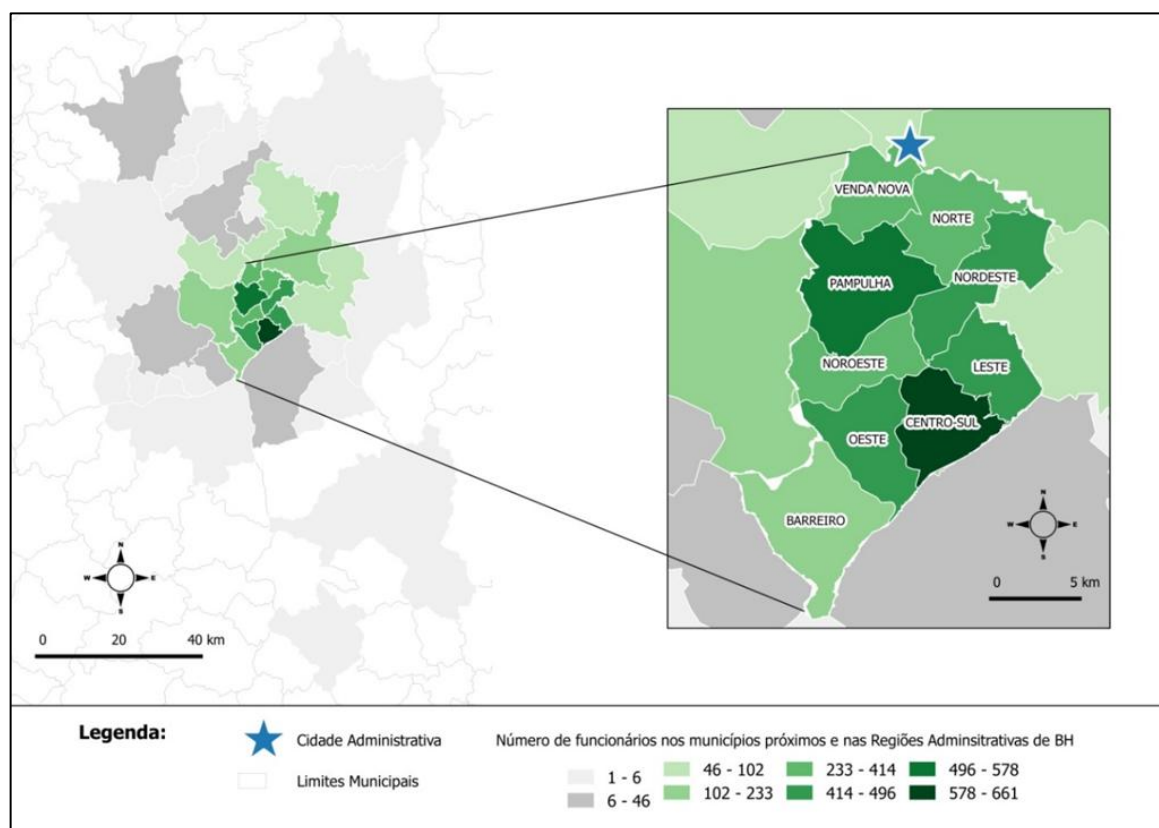 VENDA NOVA
NORTE
NORDESTE
PAMPULHA
NOROESTE
LESTE
CENTRO-SUL
OESTE
BARREIRO
N
W E
S
0 5 km
N
W E
S
0 20 40 km
Legenda:
Cidade Administrativa
Limites Municipais
Número de funcionários nos municípios próximos e nas Regiões Adminsitrativas de BH
1 - 6
6 - 46
46 - 102
102 - 233
233 - 414
414 - 496
496 - 578
578 - 661